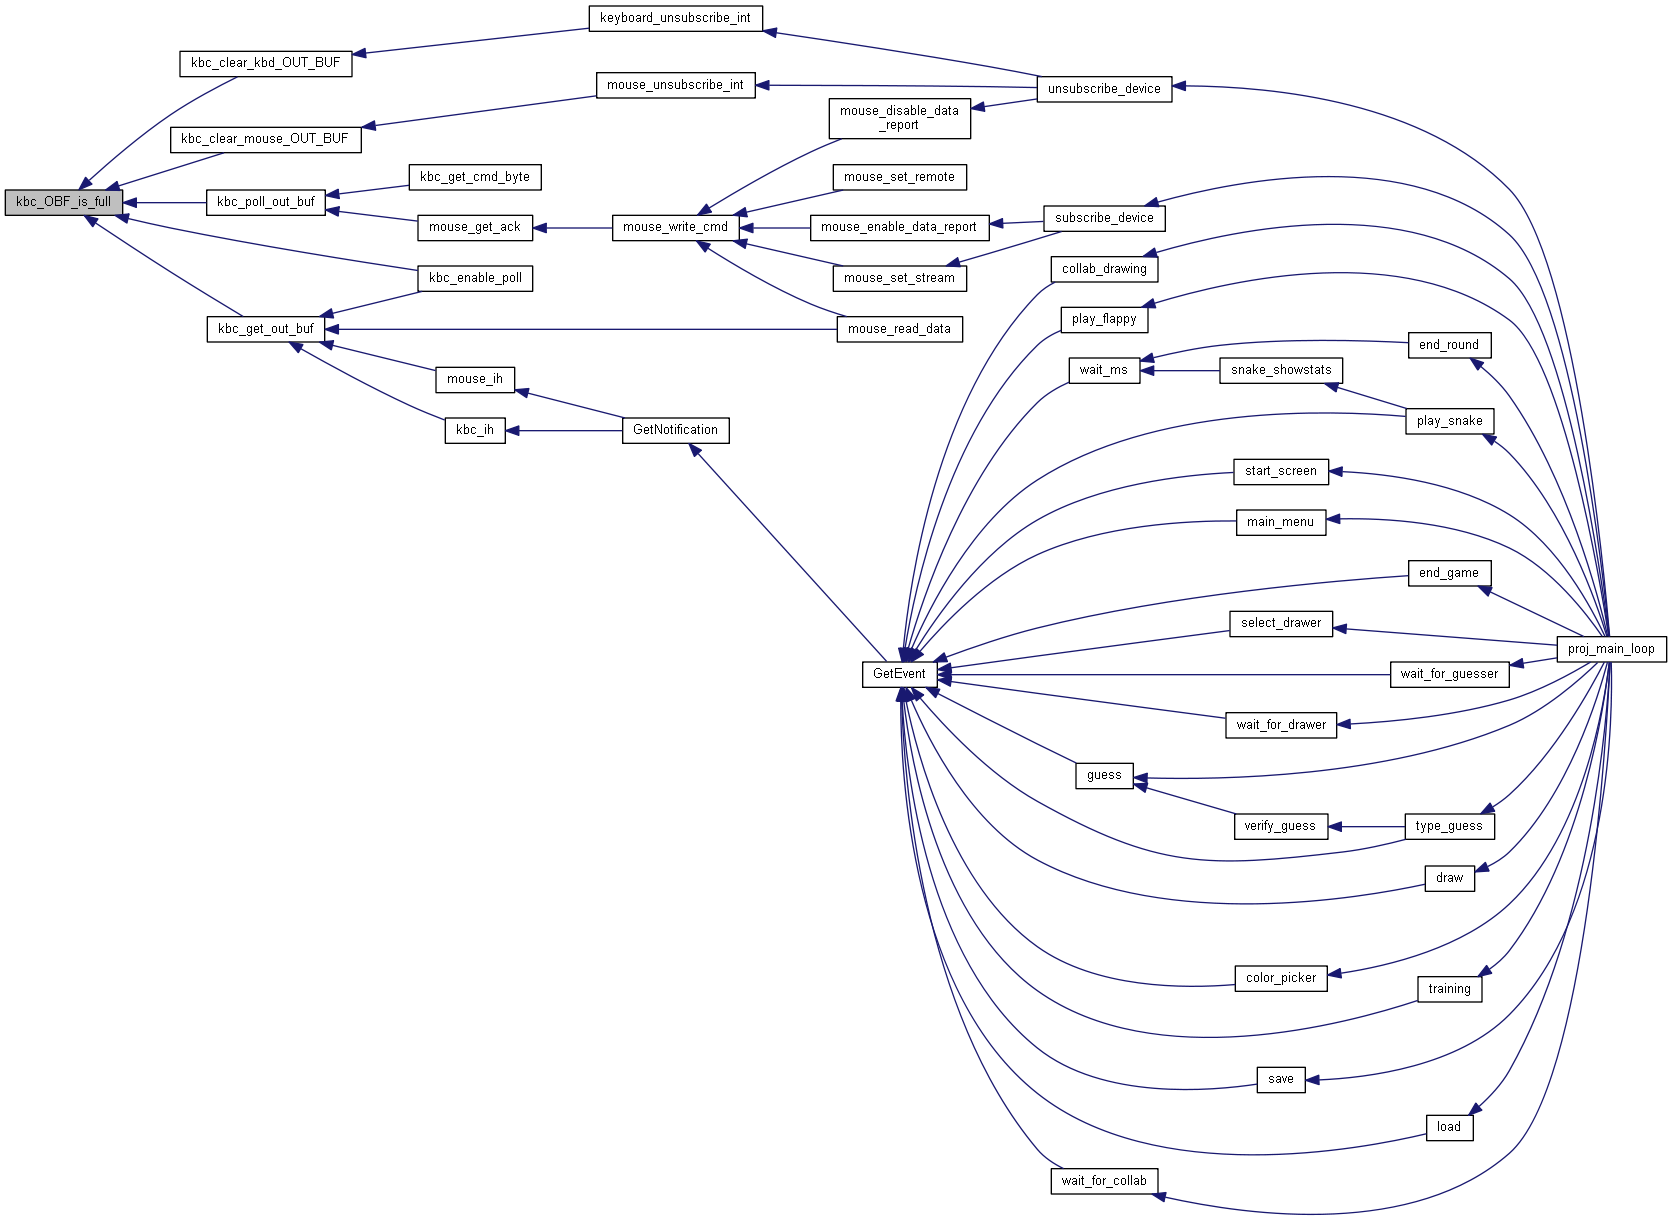 keyboard_unsubscribe_int
kbc_clear_kbd_OUT_BUF
mouse_unsubscribe_int
unsubscribe_device
mouse_disable_data
_report
kbc_clear_mouse_OUT_BUF
kbc_get_cmd_byte
mouse_set_remote
kbc_OBF_is_full
kbc_poll_out_buf
mouse_get_ack
mouse_write_cmd
mouse_enable_data_report
subscribe_device
kbc_enable_poll
mouse_set_stream
collab_drawing
kbc_get_out_buf
mouse_read_data
play_flappy
end_round
mouse_ih
wait_ms
snake_showstats
kbc_ih
GetNotification
play_snake
start_screen
main_menu
end_game
select_drawer
proj_main_loop
GetEvent
wait_for_guesser
wait_for_drawer
guess
verify_guess
type_guess
draw
color_picker
training
save
load
wait_for_collab